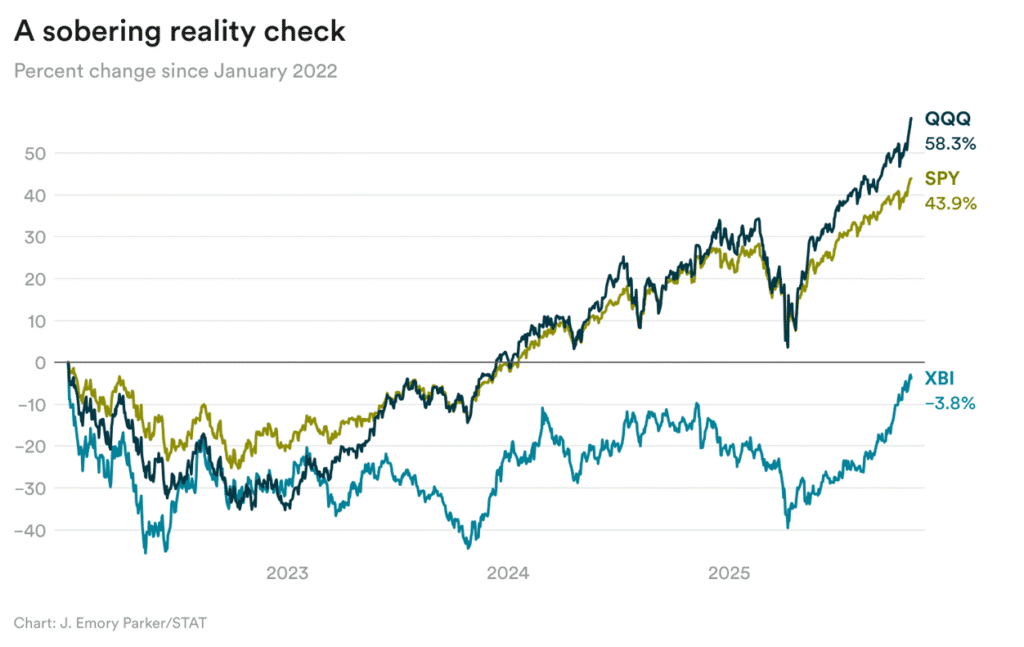 A sobering reality check
Percent change since January 2022
QQQ
58.3%
SPY
43.9%
50
40
30
20
10
0
XBI
−3.8%
−10
−20
−30
−40
2023
2024
2025
Chart: J. Emory Parker/STAT